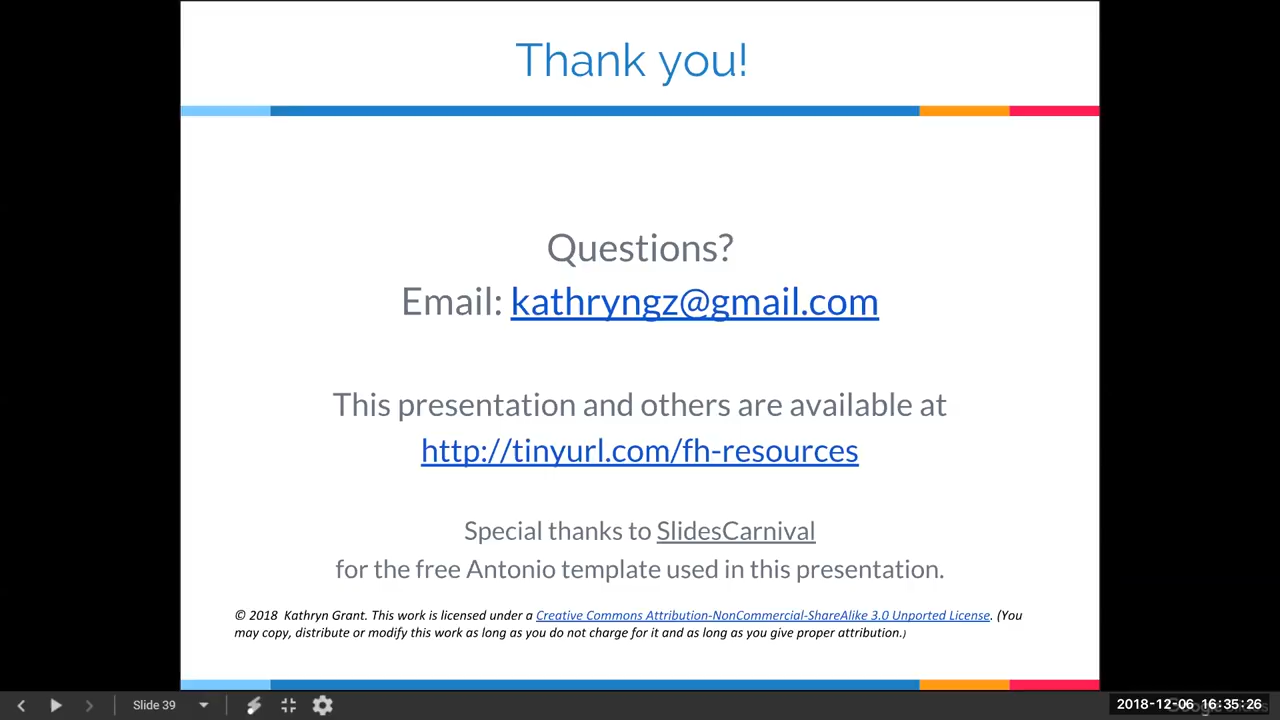 Thank you!
Questions?
Email: kathryngz@gmail.com
This presentation and others are available at
http://tinyurl.com/fh-resources
Special thanks to SlidesCarnival
for the free Antonio template used in this presentation.
© 2018 Kathryn Grant. This work is licensed under a Creative Commons Attribution-NonCommercial-ShareAlike 3.0 Unported License. (You
may copy, distribute or modify this work as long as you do not charge for it and as long as you give proper attribution.)
Slide 39
2018-12-06 16:35:26